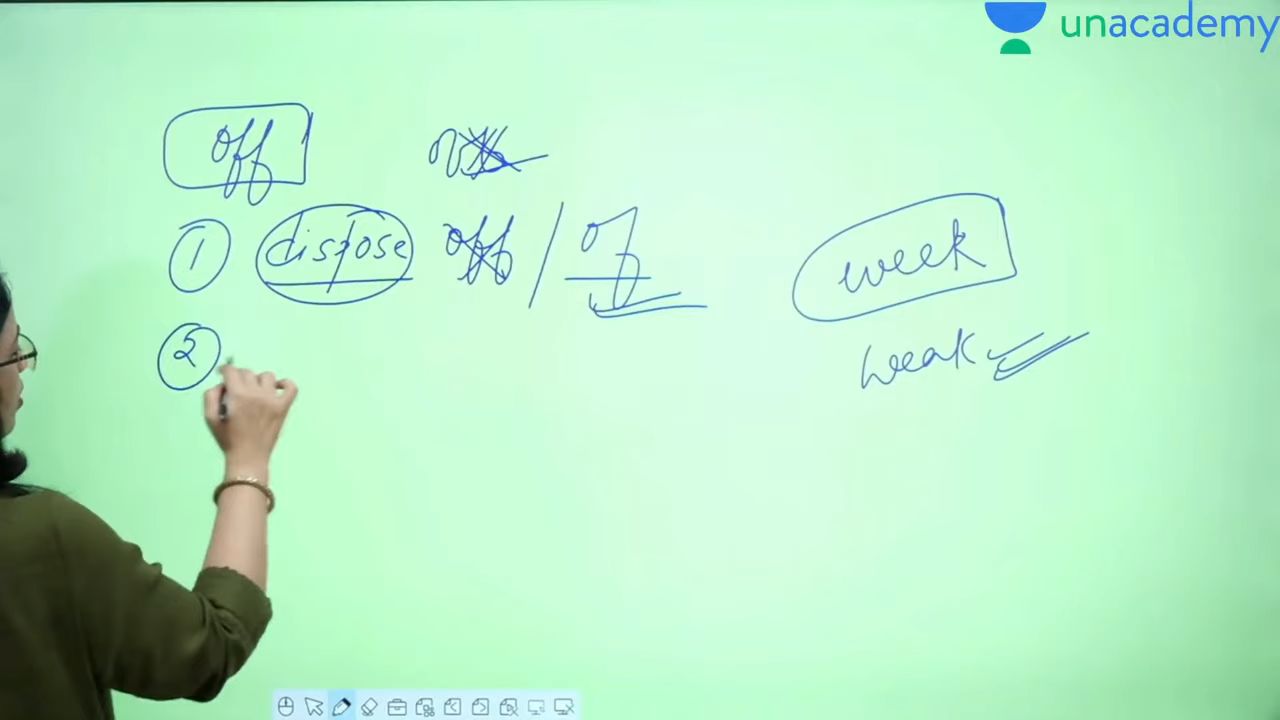 unacademy
off
1 dispose off / of
week
weak
2